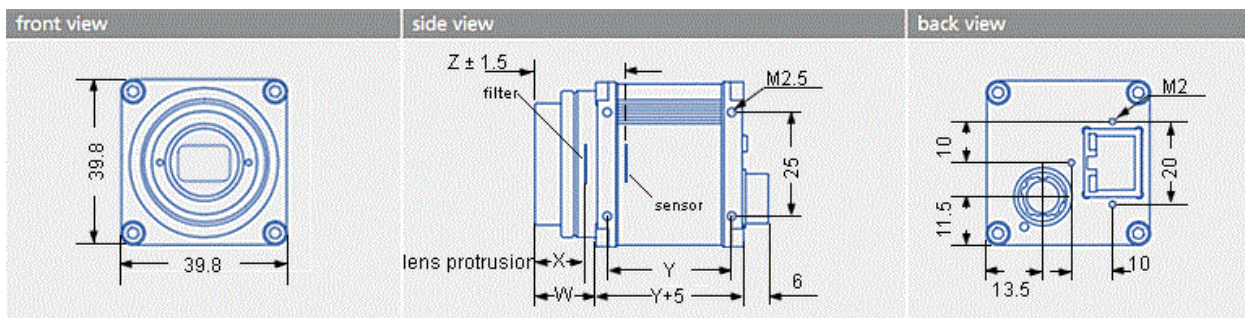 front view
39.8
39.8
side view
Z ± 1.5
filter
M2.5
25
sensor
lens protrusion
X
Y
W
Y+5
6
back view
M2
10
20
11.5
10
13.5